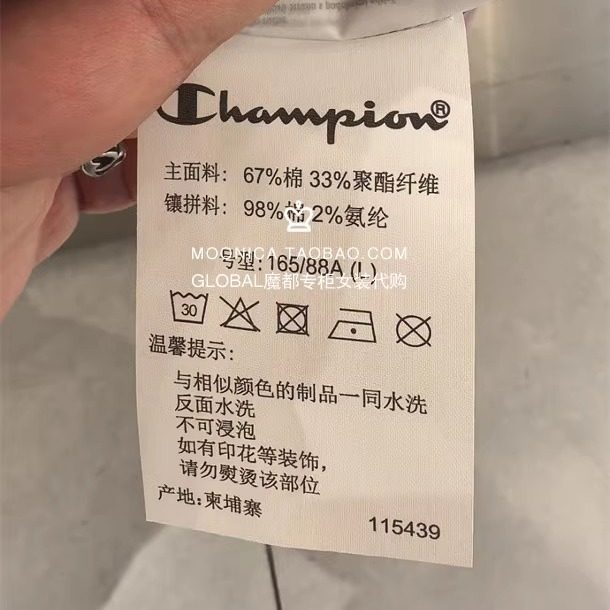 Champion®
主面料: 67%棉 33%聚酯纤维
镶拼料: 98%棉 2%氨纶
MOONICA.TAOBAO.COM
号型: 165/88A (L)
GLOBAL魔都专柜女装代购
30
温馨提示:
与相似颜色的制品一同水洗
反面水洗
不可浸泡
如有印花等装饰,
请勿熨烫该部位
产地: 柬埔寨
115439